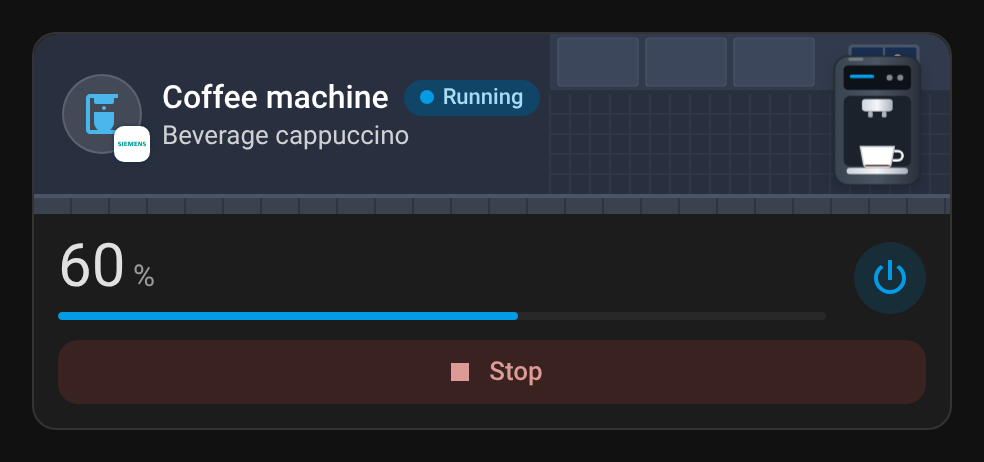 Coffee machine
Running
SIEMENS
Beverage cappuccino
60 %
Stop